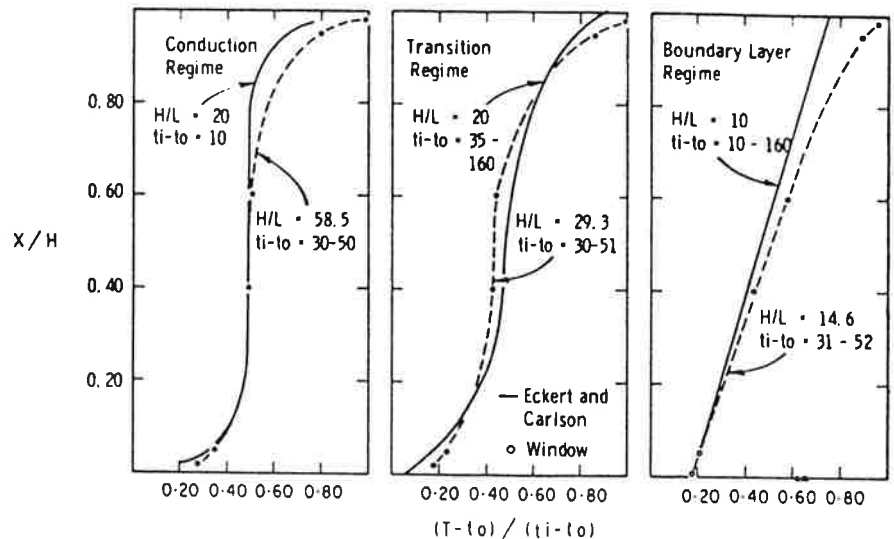 Conduction
Regime
H/L = 20
ti-to = 10
H/L = 58.5
ti-to = 30-50
Transition
Regime
H/L = 20
ti-to = 35 -
160
H/L = 29.3
ti-to = 30-51
— Eckert and
Carlson
o Window
Boundary Layer
Regime
H/L = 10
ti-to = 10 - 160
H/L = 14.6
ti-to = 31 - 52
X/H
0.80
0.60
0.40
0.20
0.20 0.40 0.60 0.80
0.20 0.40 0.60 0.80
0.20 0.40 0.60 0.80
(T-to) / (ti-to)